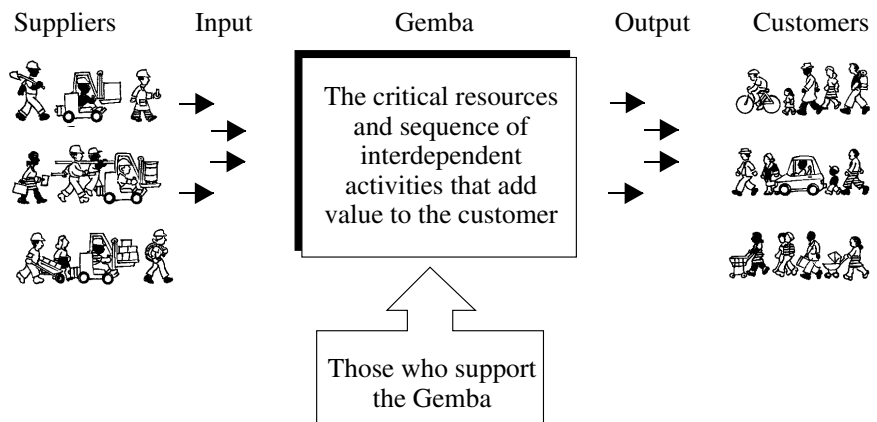 Suppliers Input Gemba Output Customers
The critical resources
and sequence of
interdependent
activities that add
value to the customer
Those who support
the Gemba